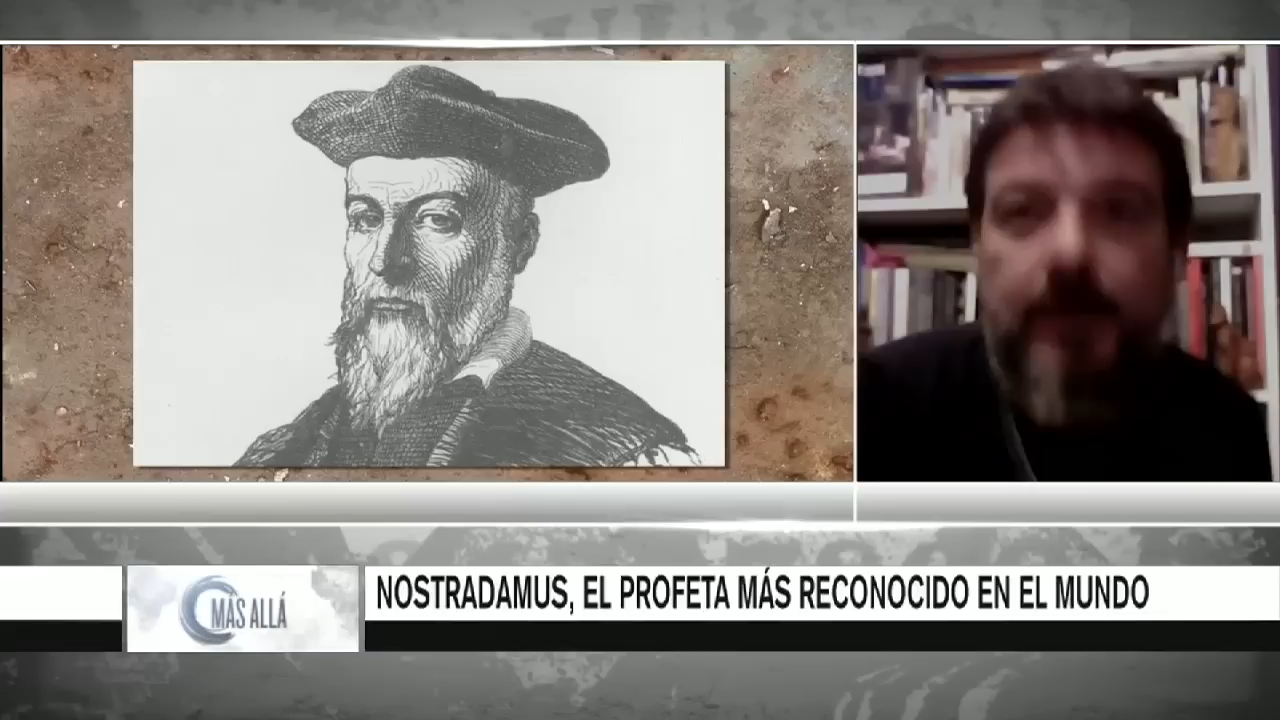 MÁS ALLÁ
NOSTRADAMUS, EL PROFETA MÁS RECONOCIDO EN EL MUNDO